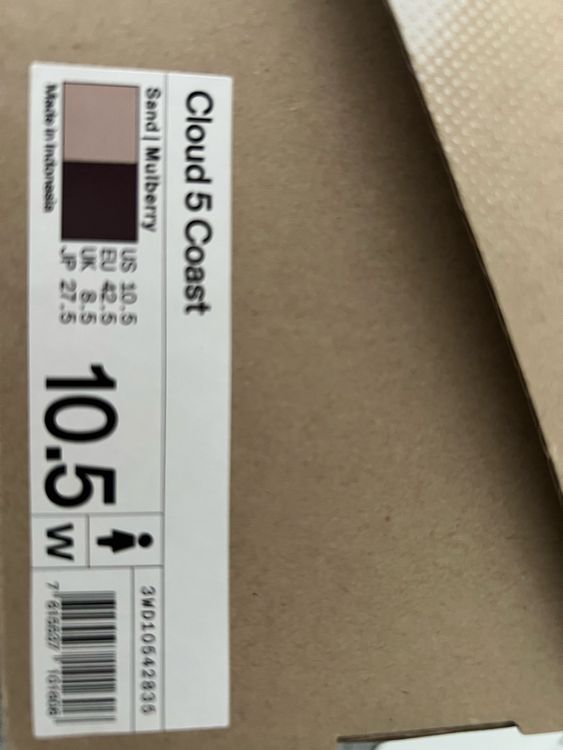 Cloud 5 Coast
Sand | Mulberry
US 10.5
EU 42.5
UK 8.5
JP 27.5
Made in Indonesia
10.5
W
3WD10542835